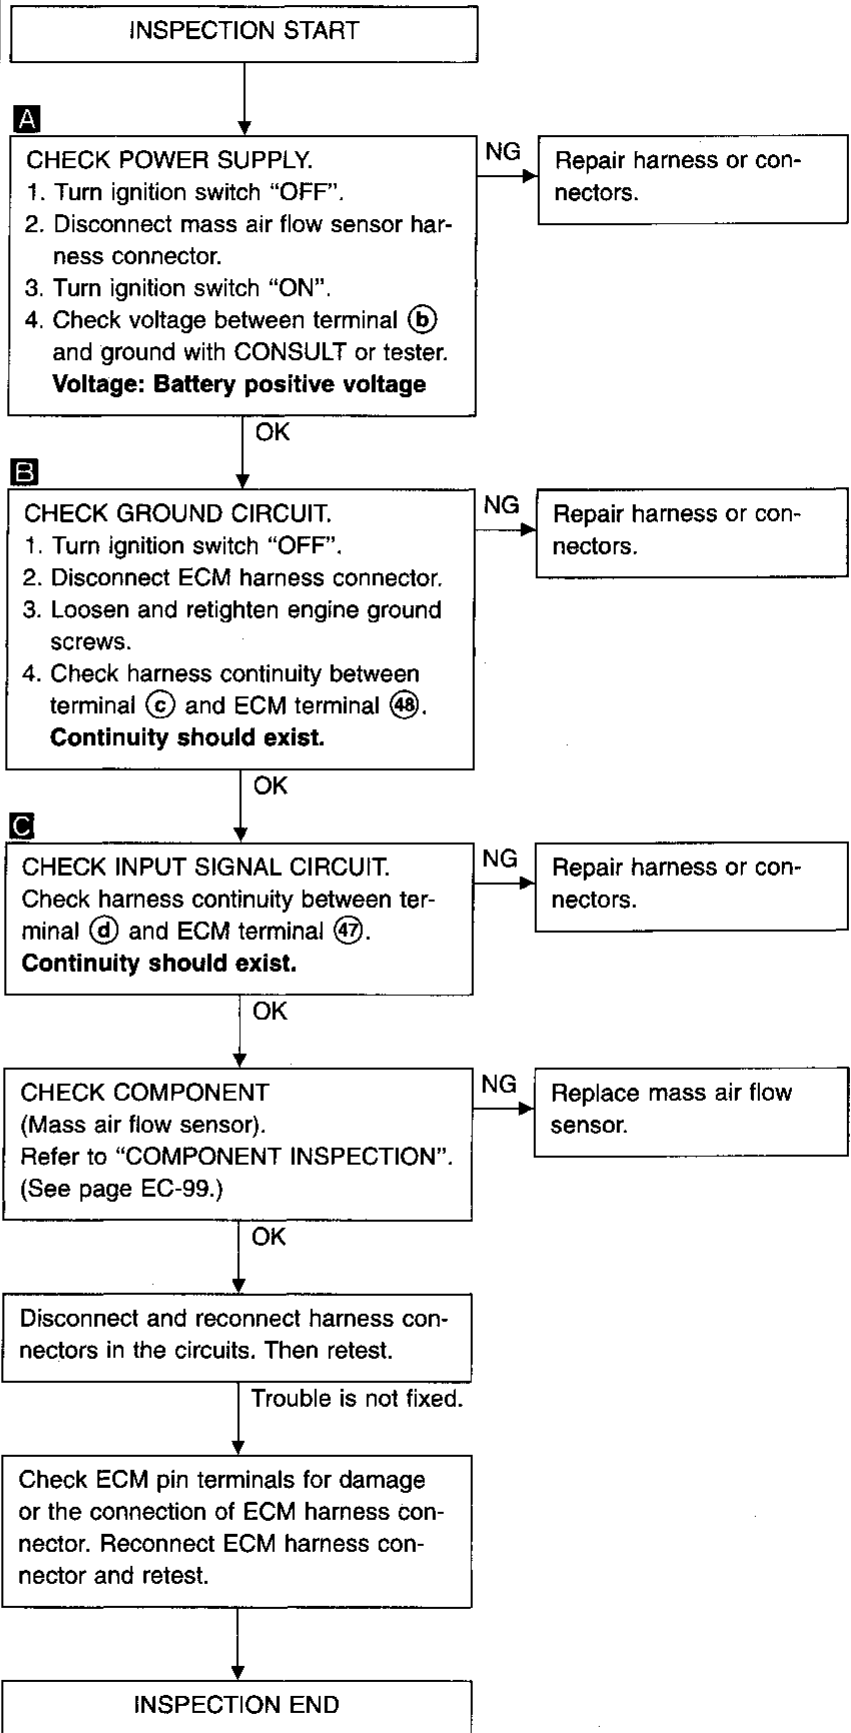 INSPECTION START
A
CHECK POWER SUPPLY.
1. Turn ignition switch “OFF”.
2. Disconnect mass air flow sensor har-
ness connector.
3. Turn ignition switch “ON”.
4. Check voltage between terminal ⓑ
and ground with CONSULT or tester.
Voltage: Battery positive voltage
NG
Repair harness or con-
nectors.
OK
B
CHECK GROUND CIRCUIT.
1. Turn ignition switch “OFF”.
2. Disconnect ECM harness connector.
3. Loosen and retighten engine ground
screws.
4. Check harness continuity between
terminal ⓒ and ECM terminal ㊽.
Continuity should exist.
NG
Repair harness or con-
nectors.
OK
C
CHECK INPUT SIGNAL CIRCUIT.
Check harness continuity between ter-
minal ⓓ and ECM terminal ㊼.
Continuity should exist.
NG
Repair harness or con-
nectors.
OK
CHECK COMPONENT
(Mass air flow sensor).
Refer to “COMPONENT INSPECTION”.
(See page EC-99.)
NG
Replace mass air flow
sensor.
OK
Disconnect and reconnect harness con-
nectors in the circuits. Then retest.
Trouble is not fixed.
Check ECM pin terminals for damage
or the connection of ECM harness con-
nector. Reconnect ECM harness con-
nector and retest.
INSPECTION END